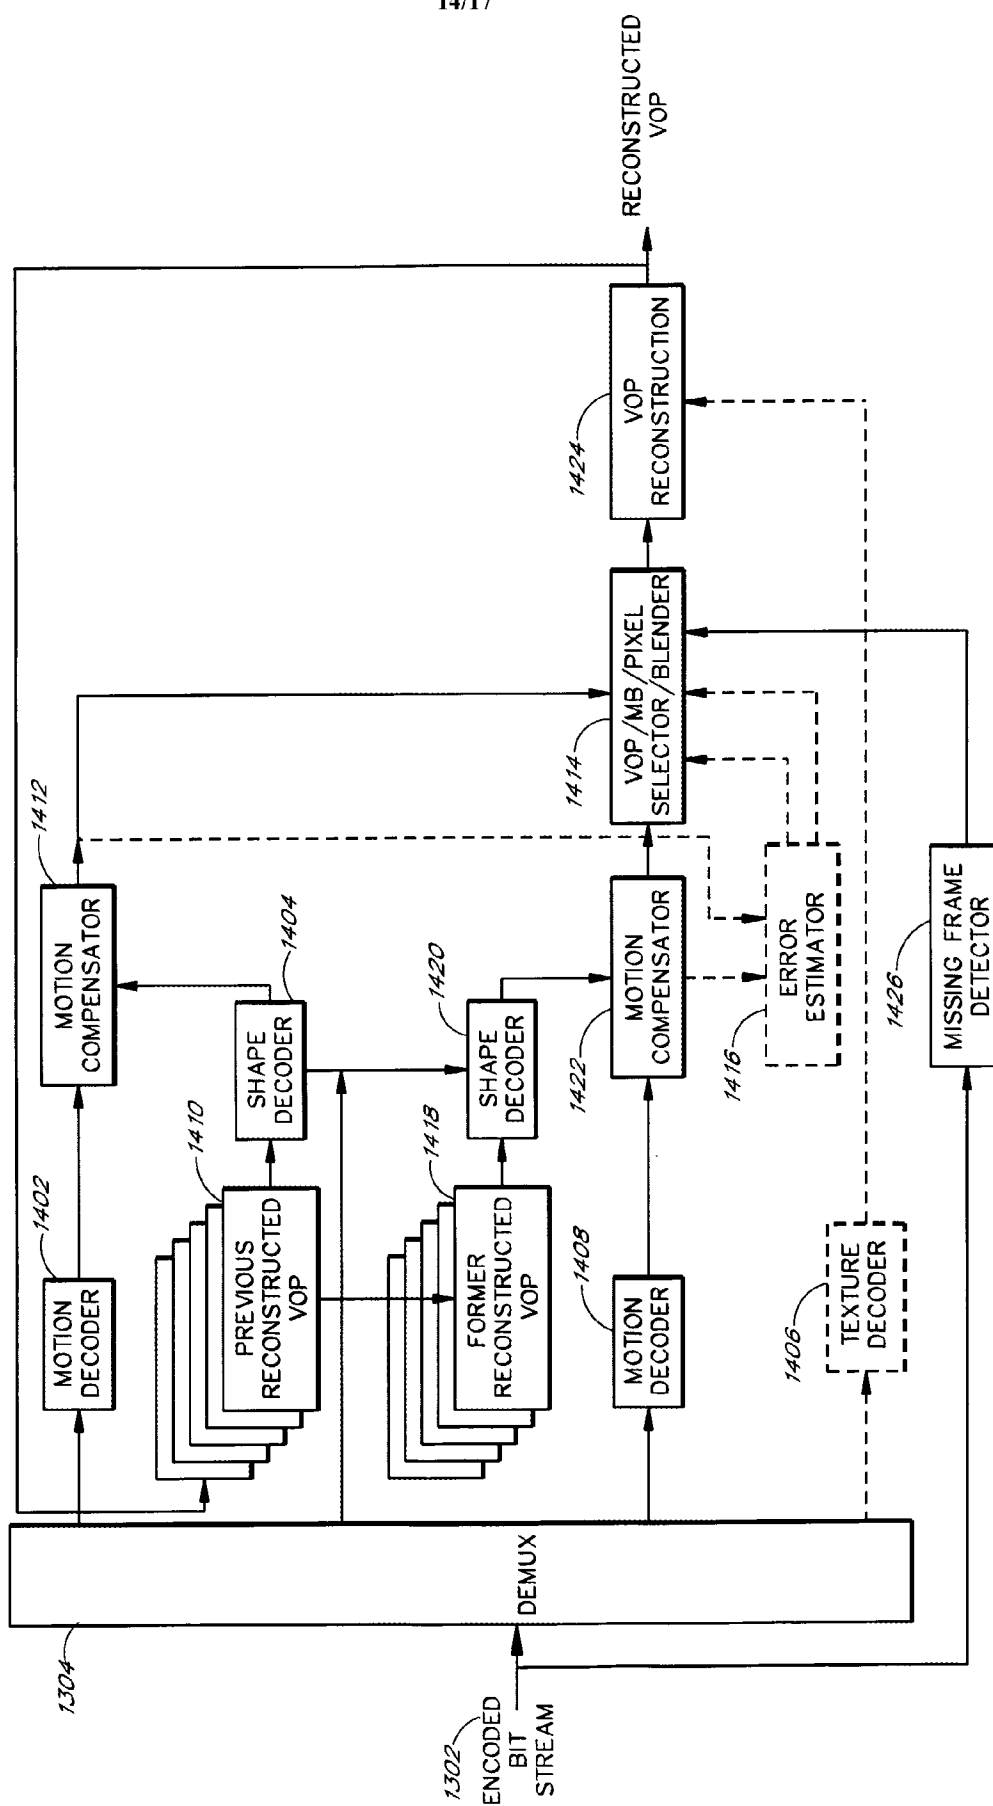 14/17
1302
ENCODED
BIT
STREAM
1304
DEMUX
1402
MOTION
DECODER
1412
MOTION
COMPENSATOR
1410
PREVIOUS
RECONSTRUCTED
VOP
1404
SHAPE
DECODER
1418
FORMER
RECONSTRUCTED
VOP
1420
SHAPE
DECODER
1408
MOTION
DECODER
1422
MOTION
COMPENSATOR
1414
VOP/MB/PIXEL
SELECTOR/BLENDER
1424
VOP
RECONSTRUCTION
RECONSTRUCTED
VOP
1416
ERROR
ESTIMATOR
1406
TEXTURE
DECODER
1426
MISSING FRAME
DETECTOR